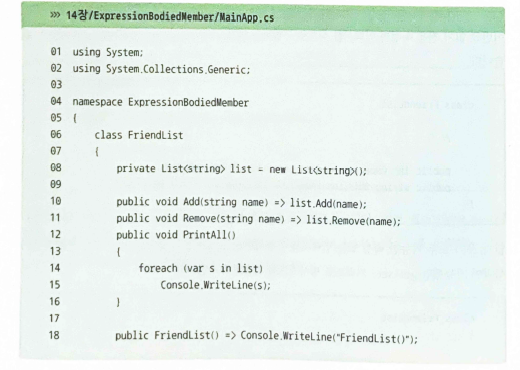 >>> 14장/ExpressionBodiedMember/MainApp.cs
01 using System;
02 using System.Collections.Generic;
03
04 namespace ExpressionBodiedMember
05 {
06     class FriendList
07     {
08         private List<string> list = new List<string>();
09
10         public void Add(string name) => list.Add(name);
11         public void Remove(string name) => list.Remove(name);
12         public void PrintAll()
13         {
14             foreach (var s in list)
15                 Console.WriteLine(s);
16         }
17
18         public FriendList() => Console.WriteLine("FriendList()");